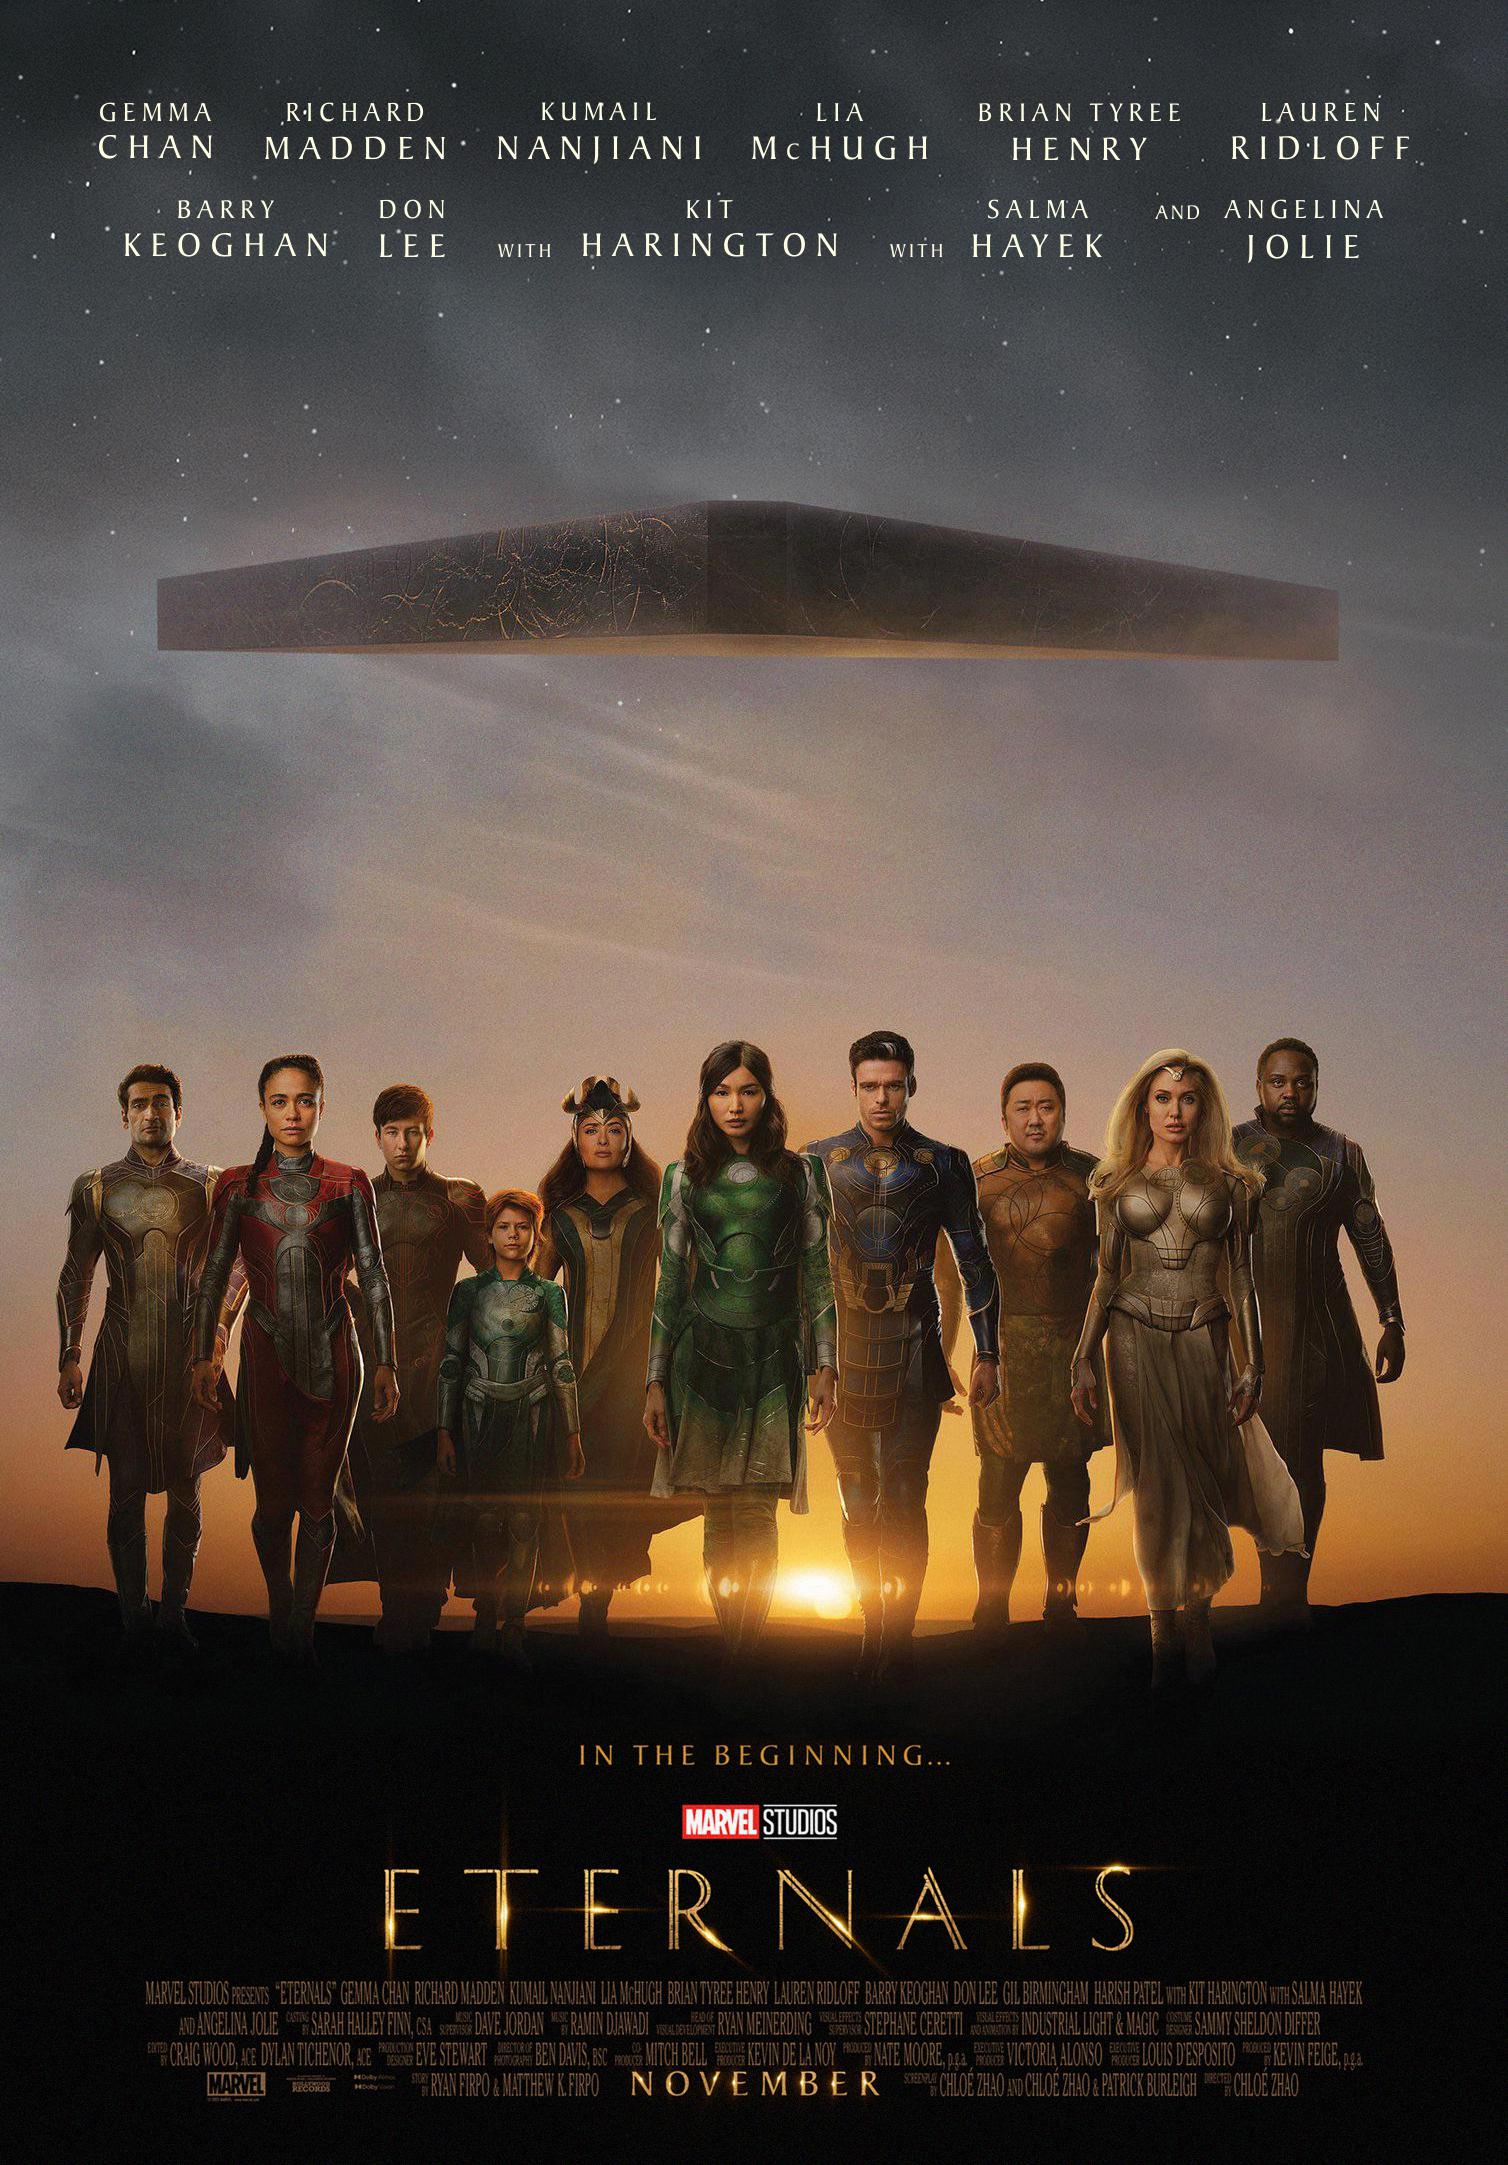 GEMMA CHAN RICHARD MADDEN KUMAIL NANJIANI LIA McHUGH BRIAN TYREE HENRY LAUREN RIDLOFF
BARRY KEOGHAN DON LEE WITH KIT HARINGTON WITH SALMA HAYEK AND ANGELINA JOLIE
IN THE BEGINNING...
MARVEL STUDIOS
ETERNALS
MARVEL STUDIOS PRESENTS "ETERNALS" GEMMA CHAN RICHARD MADDEN KUMAIL NANJIANI LIA McHUGH BRIAN TYREE HENRY LAUREN RIDLOFF BARRY KEOGHAN DON LEE GIL BIRMINGHAM HARISH PATEL WITH KIT HARINGTON WITH SALMA HAYEK
AND ANGELINA JOLIE CASTING BY SARAH HALLEY FINN, CSA MUSIC SUPERVISOR DAVE JORDAN MUSIC BY RAMIN DJAWADI HEAD OF VISUAL DEVELOPMENT RYAN MEINERDING VISUAL EFFECTS SUPERVISOR STEPHANE CERETTI VISUAL EFFECTS AND ANIMATION BY INDUSTRIAL LIGHT & MAGIC COSTUME DESIGNER SAMMY SHELDON DIFFER
EDITED BY CRAIG WOOD, ACE DYLAN TICHENOR, ACE PRODUCTION DESIGNER EVE STEWART DIRECTOR OF PHOTOGRAPHY BEN DAVIS, BSC CO-PRODUCER MITCH BELL EXECUTIVE PRODUCER KEVIN DE LA NOY PRODUCED BY NATE MOORE, p.g.a. EXECUTIVE PRODUCER VICTORIA ALONSO EXECUTIVE PRODUCER LOUIS D'ESPOSITO PRODUCED BY KEVIN FEIGE, p.g.a.
MARVEL HOLLYWOOD RECORDS Dolby Atmos Dolby Vision STORY BY RYAN FIRPO & MATTHEW K. FIRPO NOVEMBER SCREENPLAY BY CHLOÉ ZHAO AND CHLOÉ ZHAO & PATRICK BURLEIGH DIRECTED BY CHLOÉ ZHAO